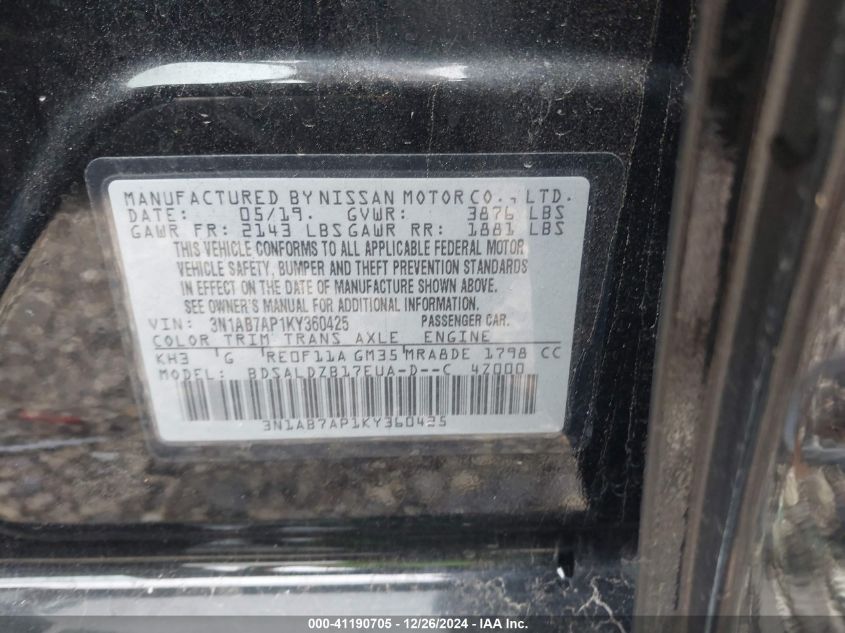 MANUFACTURED BY NISSAN MOTOR CO., LTD.
DATE: 05/19. GVWR: 3876 LBS
GAWR FR: 2143 LBS GAWR RR: 1881 LBS
THIS VEHICLE CONFORMS TO ALL APPLICABLE FEDERAL MOTOR
VEHICLE SAFETY, BUMPER AND THEFT PREVENTION STANDARDS
IN EFFECT ON THE DATE OF MANUFACTURE SHOWN ABOVE.
SEE OWNER'S MANUAL FOR ADDITIONAL INFORMATION.
VIN: 3N1AB7AP1KY360425 PASSENGER CAR.
COLOR TRIM TRANS AXLE ENGINE
KH3 G RE0F11A GM35 MRA8DE 1798 CC
MODEL: BDSALDZB17EUA-D--C 42000
3N1AB7AP1KY360425
000-41190705 - 12/26/2024 - IAA Inc.